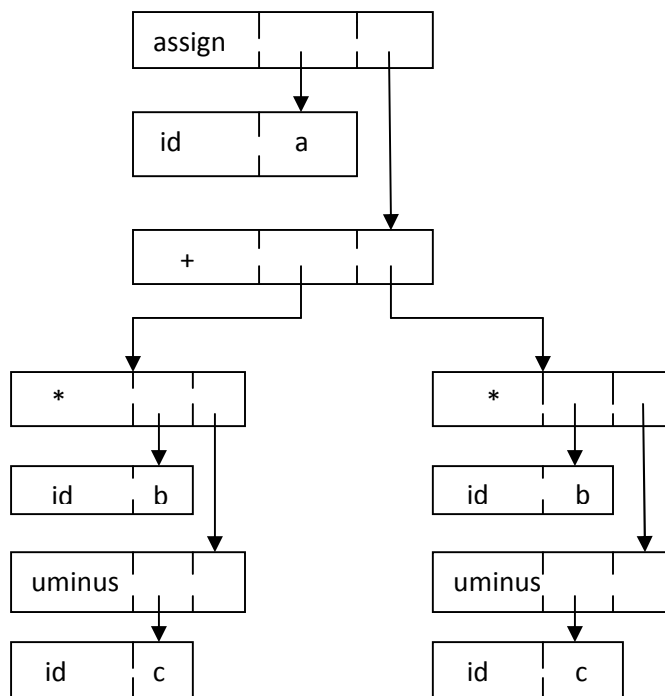 assign
id a
+
* *
id b id b
uminus uminus
id c id c